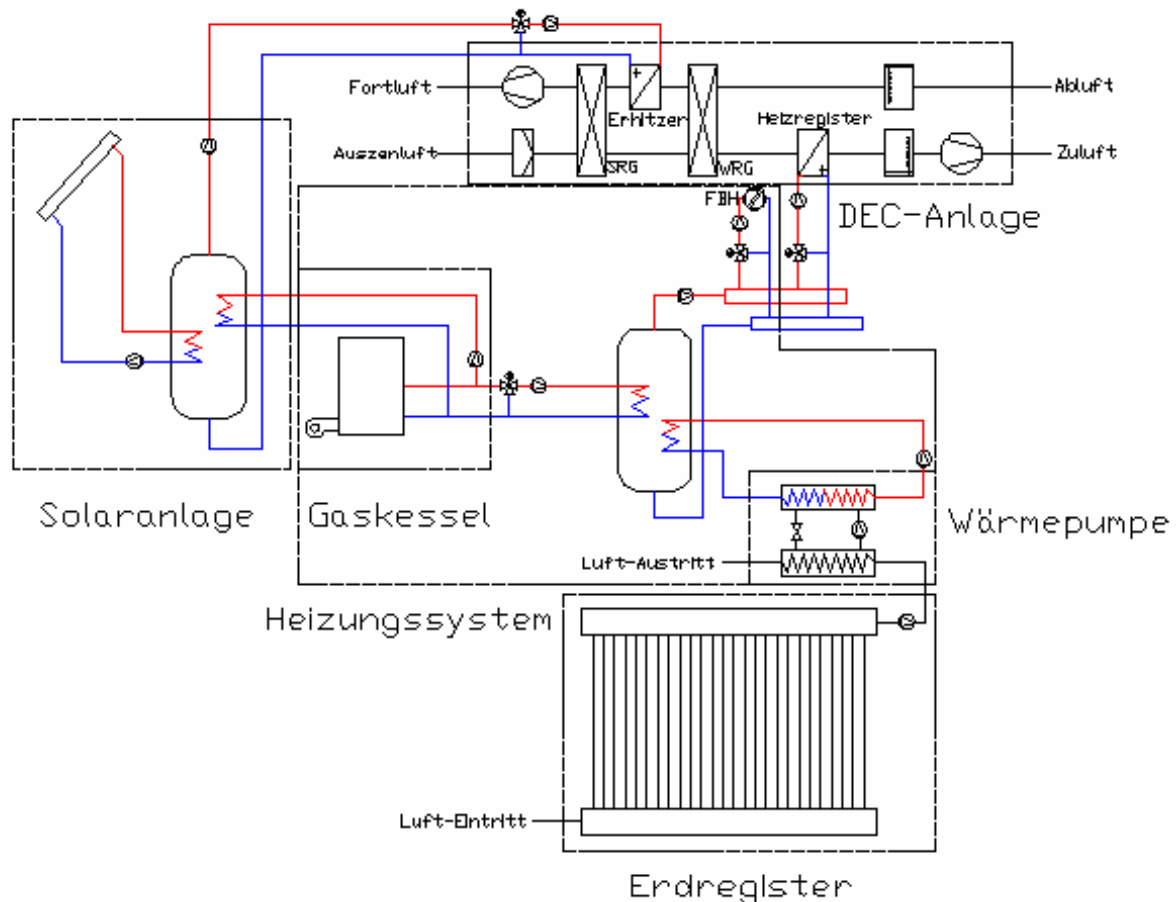 Fortluft
Abluft
Erhitzer
Heizregister
Auszenluft
Zuluft
SRG
WRG
FBH
DEC-Anlage
Solaranlage
Gaskessel
Wärmepumpe
Luft-Austritt
Heizungssystem
Luft-Eintritt
Erdregister